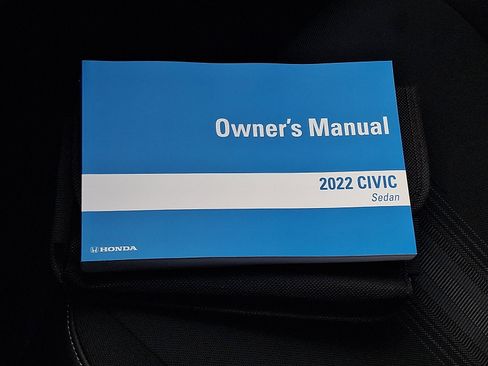 Owner's Manual
2022 CIVIC
Sedan
HONDA